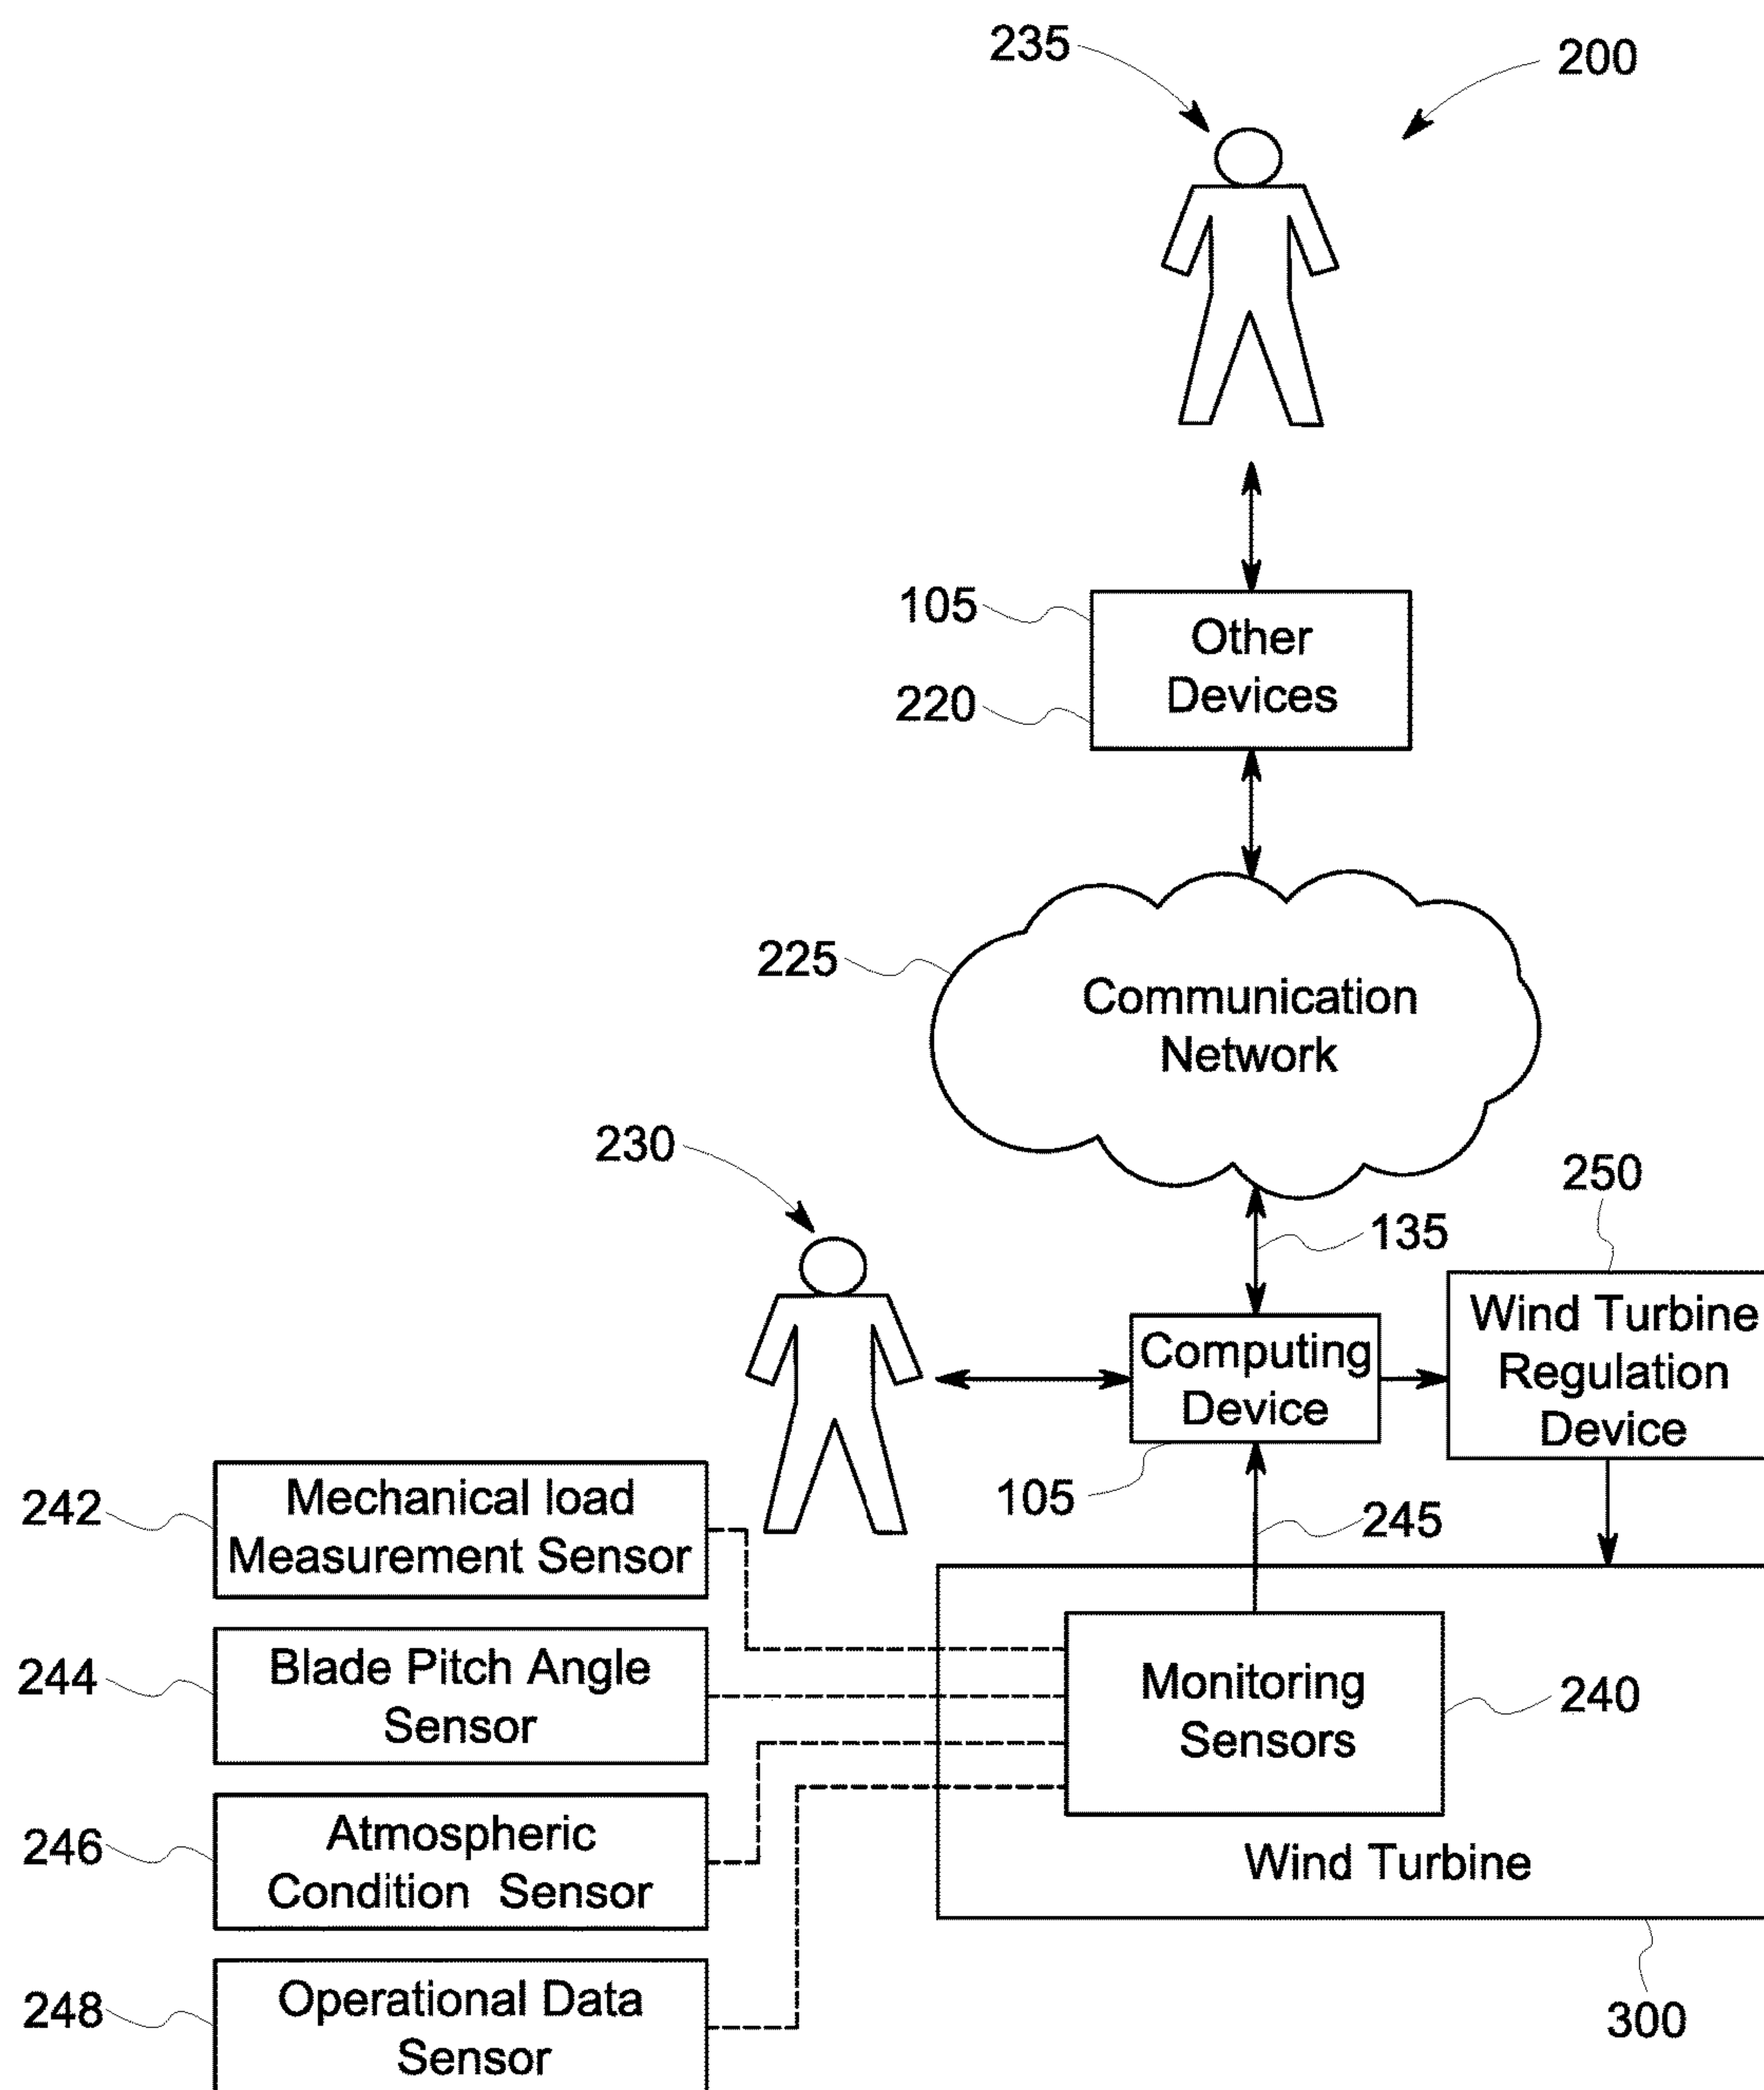 235
200
105
Other
Devices
220
225
Communication
Network
230
250
135
Computing
Device
Wind Turbine
Regulation
Device
105
245
242
Mechanical load
Measurement Sensor
244
Blade Pitch Angle
Sensor
Monitoring
Sensors
240
246
Atmospheric
Condition Sensor
Wind Turbine
248
Operational Data
Sensor
300